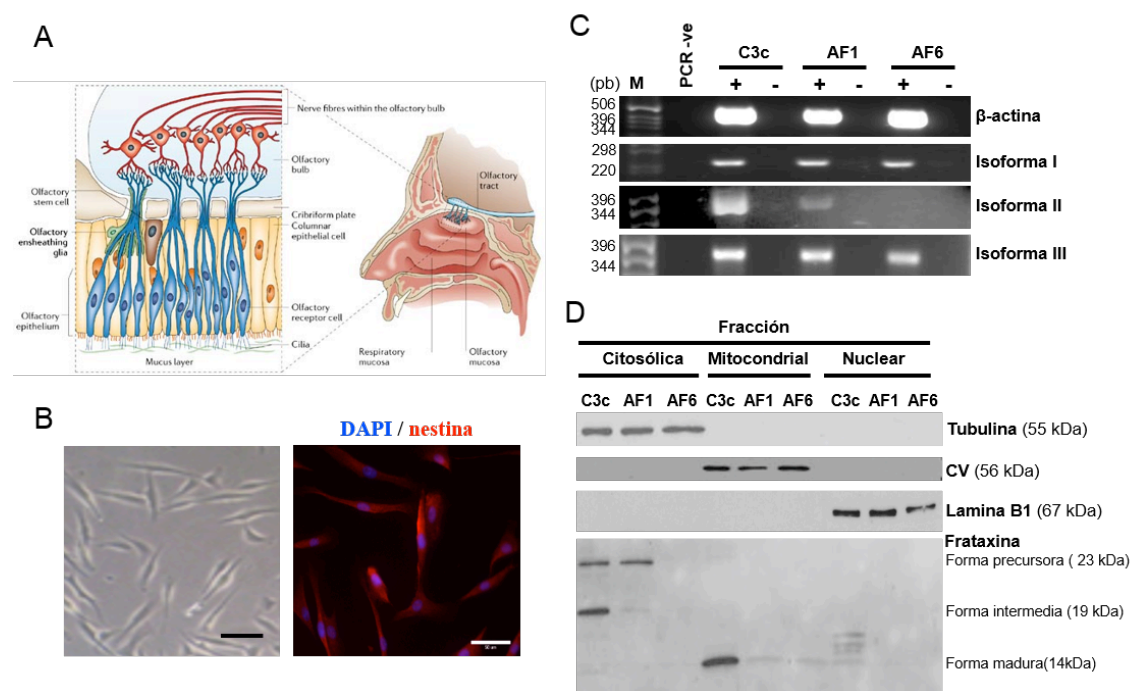 A
Nerve fibres within the olfactory bulb
Olfactory
bulb
Olfactory
stem cell
Cribriform plate
Columnar
epithelial cell
Olfactory
ensheathing
glia
Olfactory
epithelium
Olfactory
receptor cell
Cilia
Mucus layer
Olfactory
tract
Respiratory
mucosa
Olfactory
mucosa
B
DAPI / nestina
C
PCR -ve
C3c AF1 AF6
(pb) M + - + - + -
506
396
344
β-actina
298
220
Isoforma I
396
344
Isoforma II
396
344
Isoforma III
D
Fracción
Citosólica Mitocondrial Nuclear
C3c AF1 AF6 C3c AF1 AF6 C3c AF1 AF6
Tubulina (55 kDa)
CV (56 kDa)
Lamina B1 (67 kDa)
Frataxina
Forma precursora ( 23 kDa)
Forma intermedia (19 kDa)
Forma madura(14kDa)